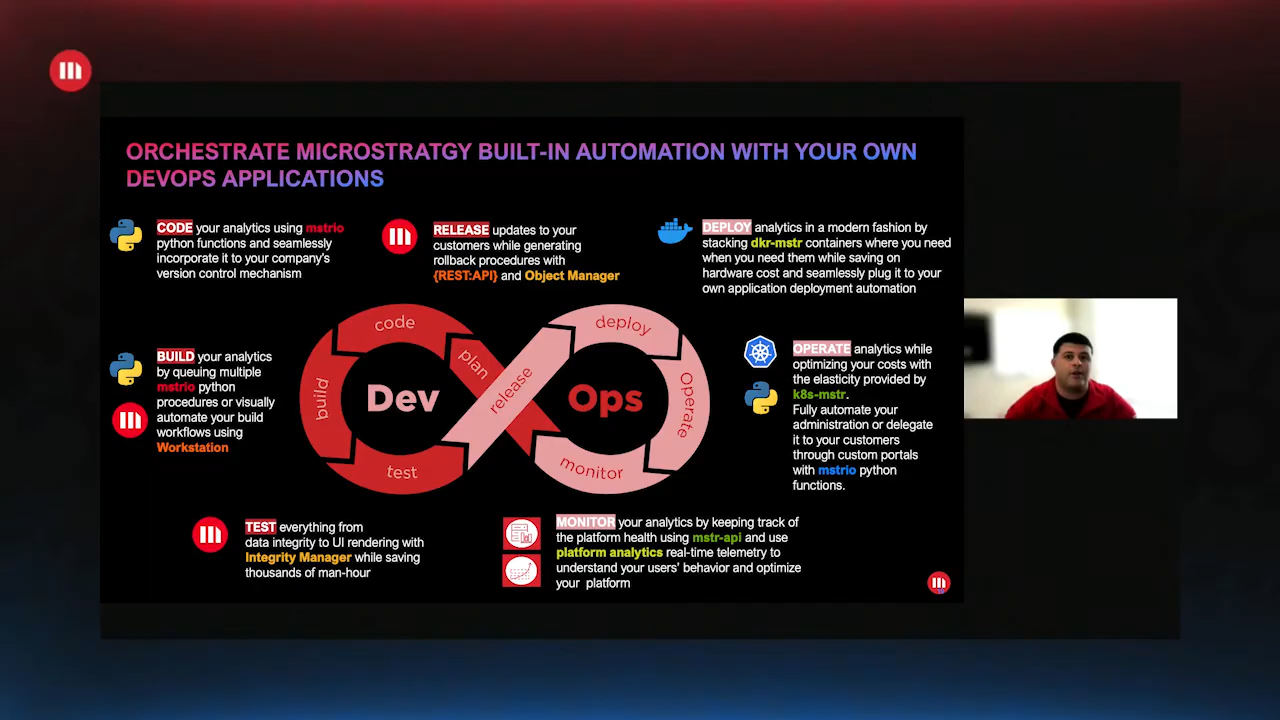 ORCHESTRATE MICROSTRATGY BUILT-IN AUTOMATION WITH YOUR OWN
DEVOPS APPLICATIONS
CODE your analytics using mstrio
python functions and seamlessly
incorporate it to your company's
version control mechanism
RELEASE updates to your
customers while generating
rollback procedures with
{REST:API} and Object Manager
DEPLOY analytics in a modern fashion by
stacking dkr-mstr containers where you need
when you need them while saving on
hardware cost and seamlessly plug it to your
own application deployment automation
BUILD your analytics
by queuing multiple
mstrio python
procedures or visually
automate your build
workflows using
Workstation
code
plan
build
Dev
test
release
deploy
Ops
Operate
monitor
OPERATE analytics while
optimizing your costs with
the elasticity provided by
k8s-mstr.
Fully automate your
administration or delegate
it to your customers
through custom portals
with mstrio python
functions.
TEST everything from
data integrity to UI rendering with
Integrity Manager while saving
thousands of man-hour
MONITOR your analytics by keeping track of
the platform health using mstr-api and use
platform analytics real-time telemetry to
understand your users' behavior and optimize
your platform